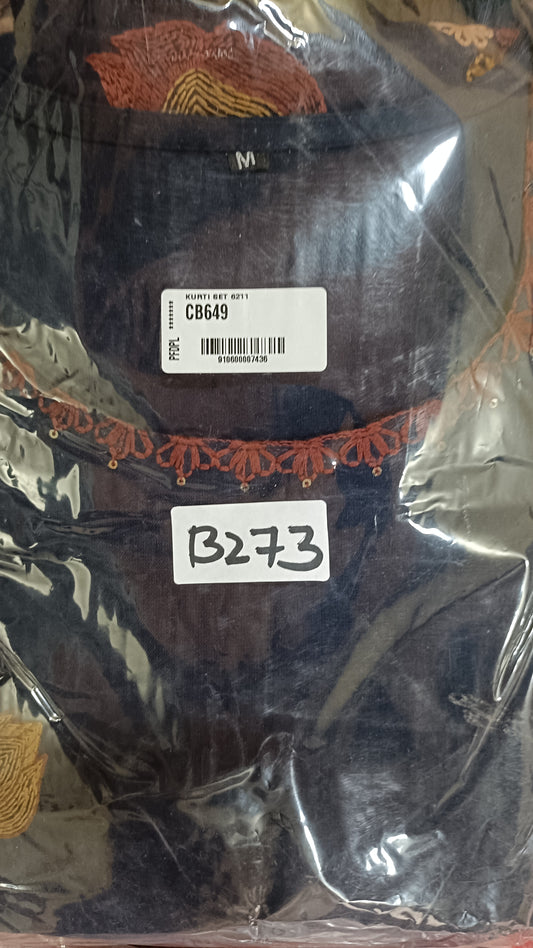 M
KURTI SET 6211
CB649
PFDPL *******
910600007436
B273